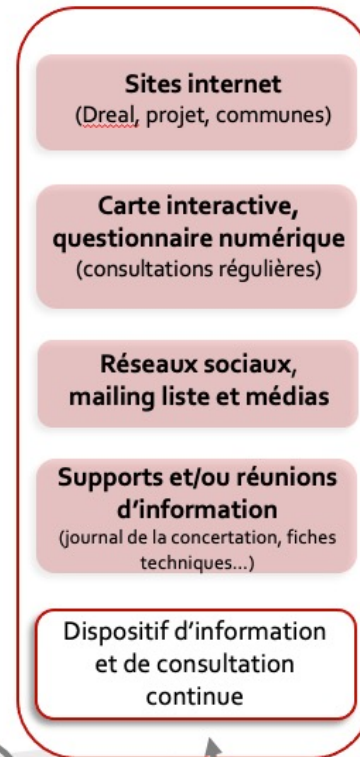 Sites internet
(Dreal, projet, communes)
Carte interactive,
questionnaire numérique
(consultations régulières)
Réseaux sociaux,
mailing liste et médias
Supports et/ou réunions
d’information
(journal de la concertation, fiches
techniques...)
Dispositif d’information
et de consultation
continue